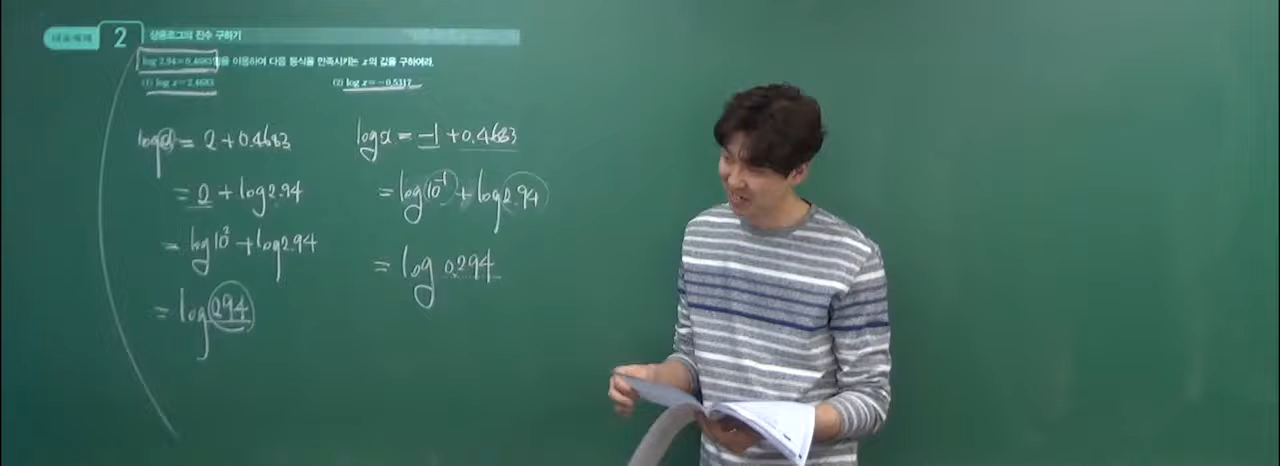 대표예제 2 상용로그의 진수 구하기
log 2.94=0.4683임을 이용하여 다음 등식을 만족시키는 x의 값을 구하여라.
(1) log x=2.4683 (2) log x=-0.5317
log x = 2 + 0.4683
= 2 + log 2.94
= log 10² + log 2.94
= log 294
log x = -1 + 0.4683
= log 10⁻¹ + log 2.94
= log 0.294